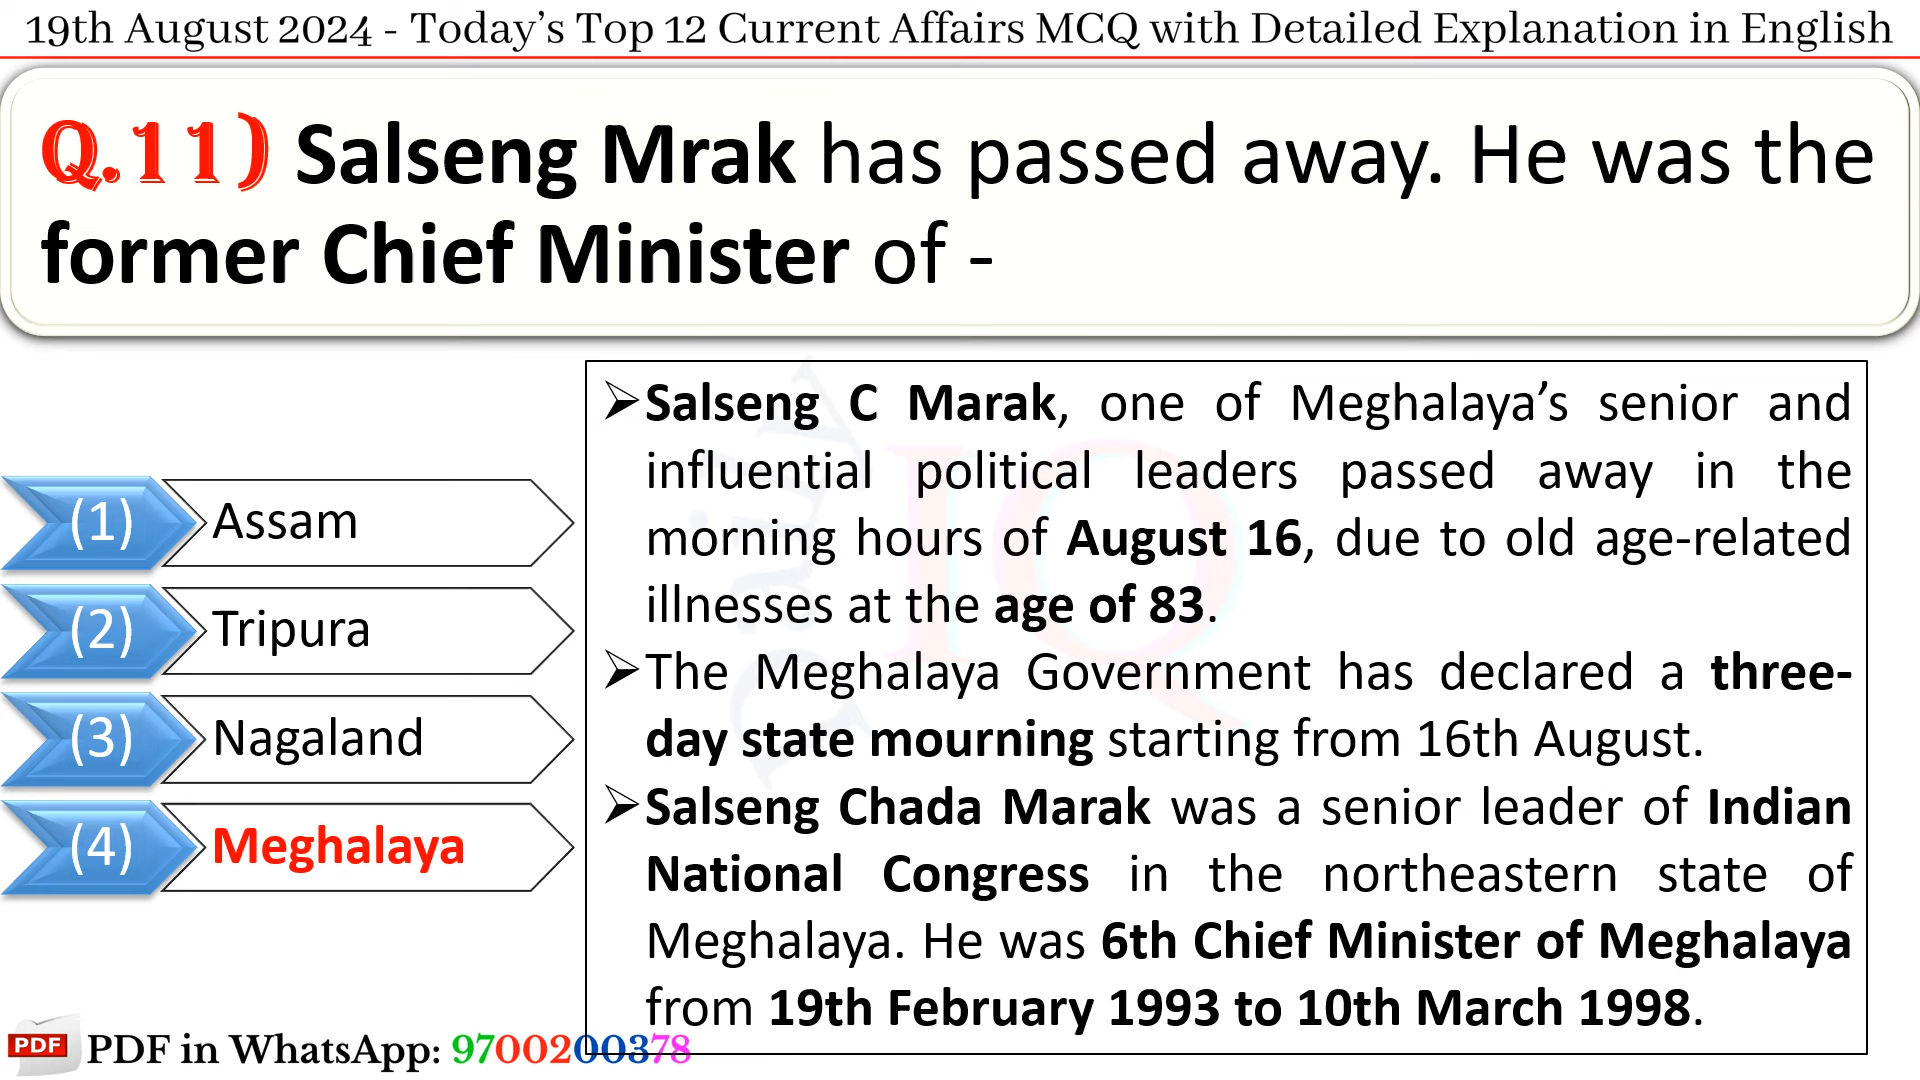 19th August 2024 - Today’s Top 12 Current Affairs MCQ with Detailed Explanation in English
Q.11) Salseng Mrak has passed away. He was the
former Chief Minister of -
(1) Assam
(2) Tripura
(3) Nagaland
(4) Meghalaya
➢Salseng C Marak, one of Meghalaya’s senior and
influential political leaders passed away in the
morning hours of August 16, due to old age-related
illnesses at the age of 83.
➢The Meghalaya Government has declared a three-
day state mourning starting from 16th August.
➢Salseng Chada Marak was a senior leader of Indian
National Congress in the northeastern state of
Meghalaya. He was 6th Chief Minister of Meghalaya
from 19th February 1993 to 10th March 1998.
Daily IQ
PDF PDF in WhatsApp: 9700200378